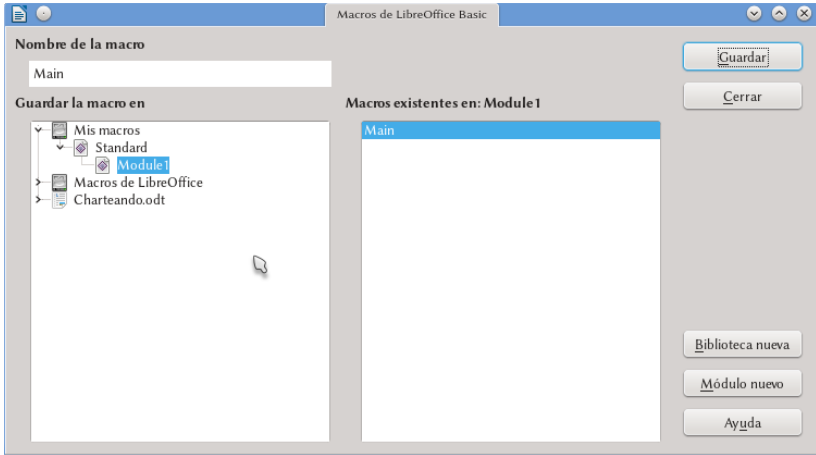 Macros de LibreOffice Basic
Nombre de la macro
Main
Guardar la macro en
Mis macros
Standard
Module1
Macros de LibreOffice
Charteando.odt
Macros existentes en: Module1
Main
Guardar
Cerrar
Biblioteca nueva
Módulo nuevo
Ayuda